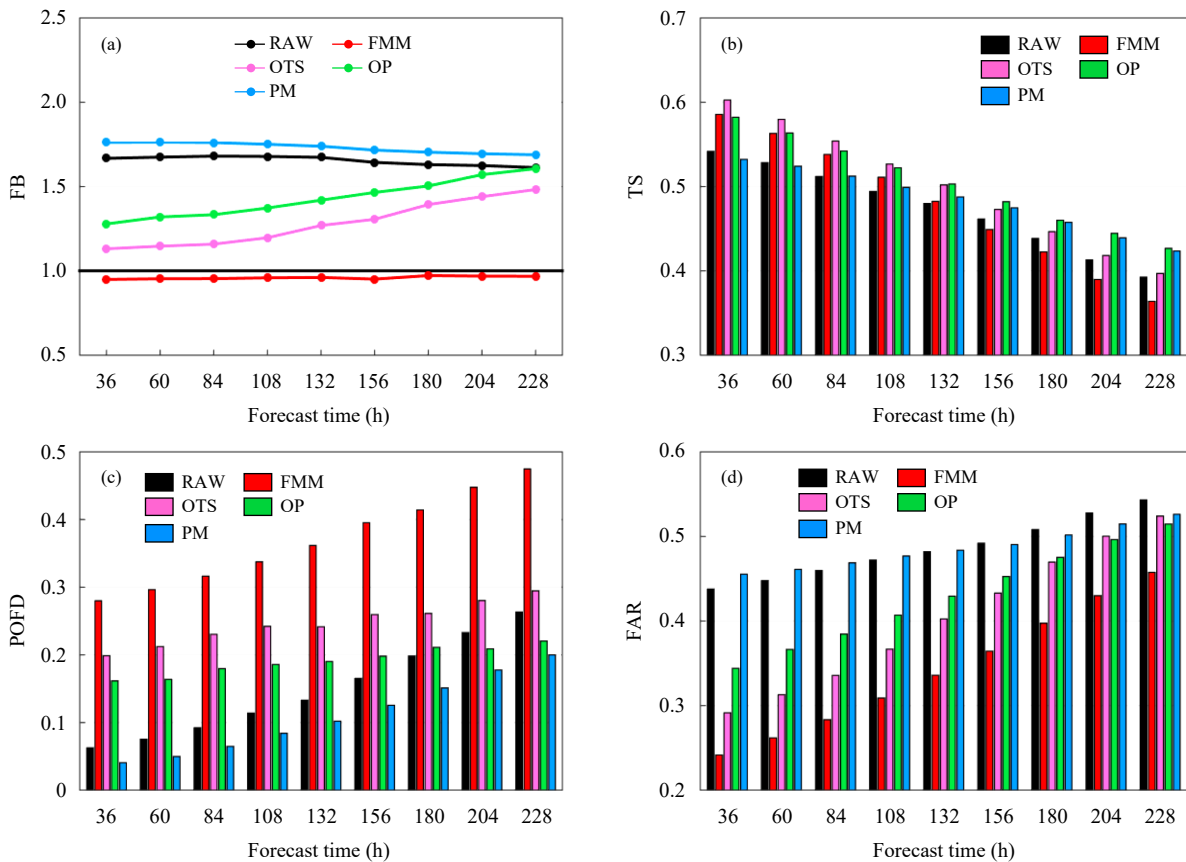 (a)
RAW FMM
OTS OP
PM
2.5
2.0
1.5
1.0
0.5
FB
36 60 84 108 132 156 180 204 228
Forecast time (h)
(b)
RAW FMM
OTS OP
PM
0.7
0.6
0.5
0.4
0.3
TS
36 60 84 108 132 156 180 204 228
Forecast time (h)
(c)
RAW FMM
OTS OP
PM
0.5
0.4
0.3
0.2
0.1
0
POFD
36 60 84 108 132 156 180 204 228
Forecast time (h)
(d)
RAW FMM
OTS OP
PM
0.6
0.5
0.4
0.3
0.2
FAR
36 60 84 108 132 156 180 204 228
Forecast time (h)